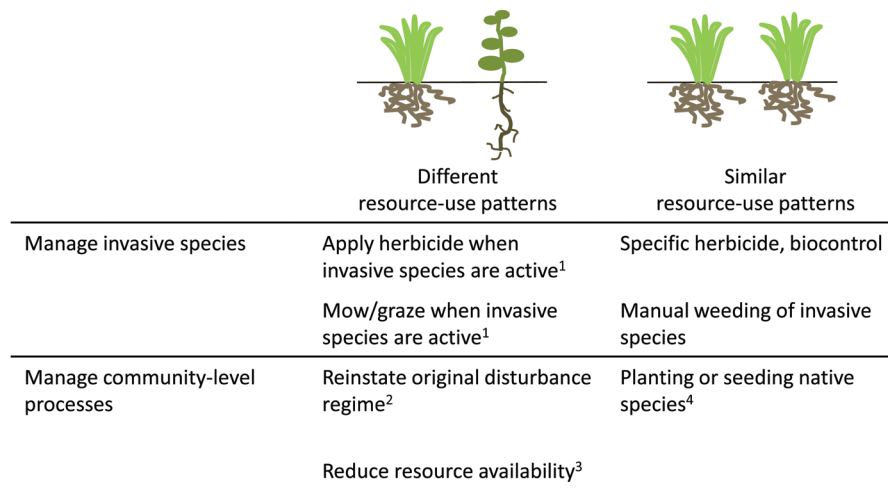 Different
resource-use patterns
Similar
resource-use patterns
Manage invasive species
Apply herbicide when
invasive species are active¹
Specific herbicide, biocontrol
Mow/graze when invasive
species are active¹
Manual weeding of invasive
species
Manage community-level
processes
Reinstate original disturbance
regime²
Planting or seeding native
species⁴
Reduce resource availability³